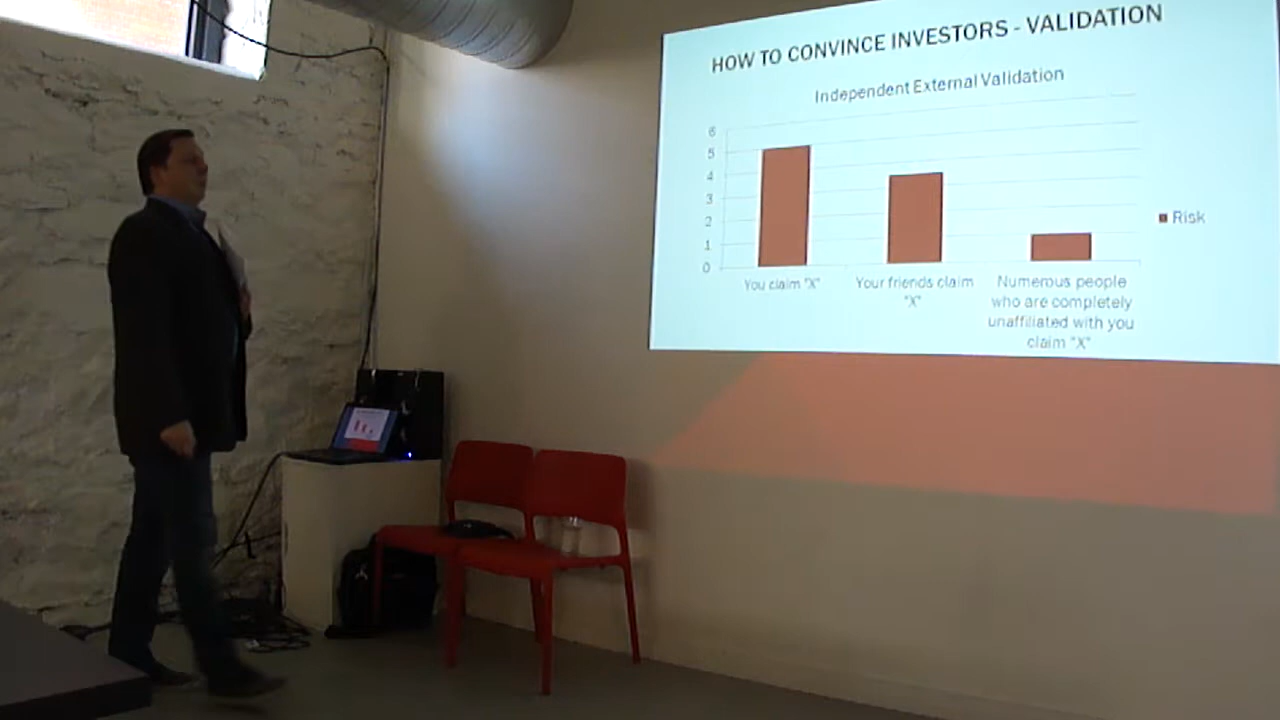 HOW TO CONVINCE INVESTORS - VALIDATION
Independent External Validation
6
5
4
3
2
1
0
Risk
You claim "X"
Your friends claim
"X"
Numerous people
who are completely
unaffiliated with you
claim "X"